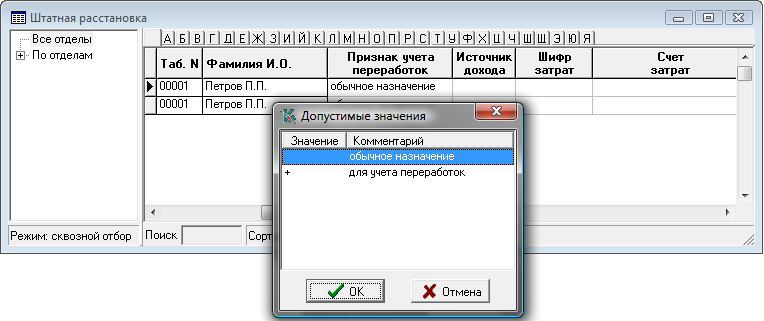 Штатная расстановка
Все отделы
По отделам
А Б В Г Д Е Ж З И Й К Л М Н О П Р С Т У Ф Х Ц Ч Ш Щ Э Ю Я
Таб. N Фамилия И.О. Признак учета переработок Источник дохода Шифр затрат Счет затрат
00001 Петров П.П. обычное назначение
00001 Петров П.П.
Допустимые значения
Значение Комментарий
обычное назначение
+ для учета переработок
OK Отмена
Режим: сквозной отбор Поиск Сорт